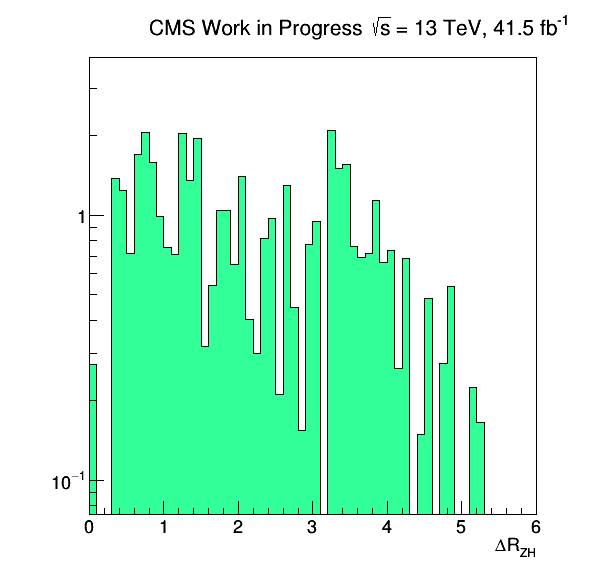 CMS Work in Progress √s = 13 TeV, 41.5 fb⁻¹
1
10⁻¹
0 1 2 3 4 5 6
ΔR_ZH